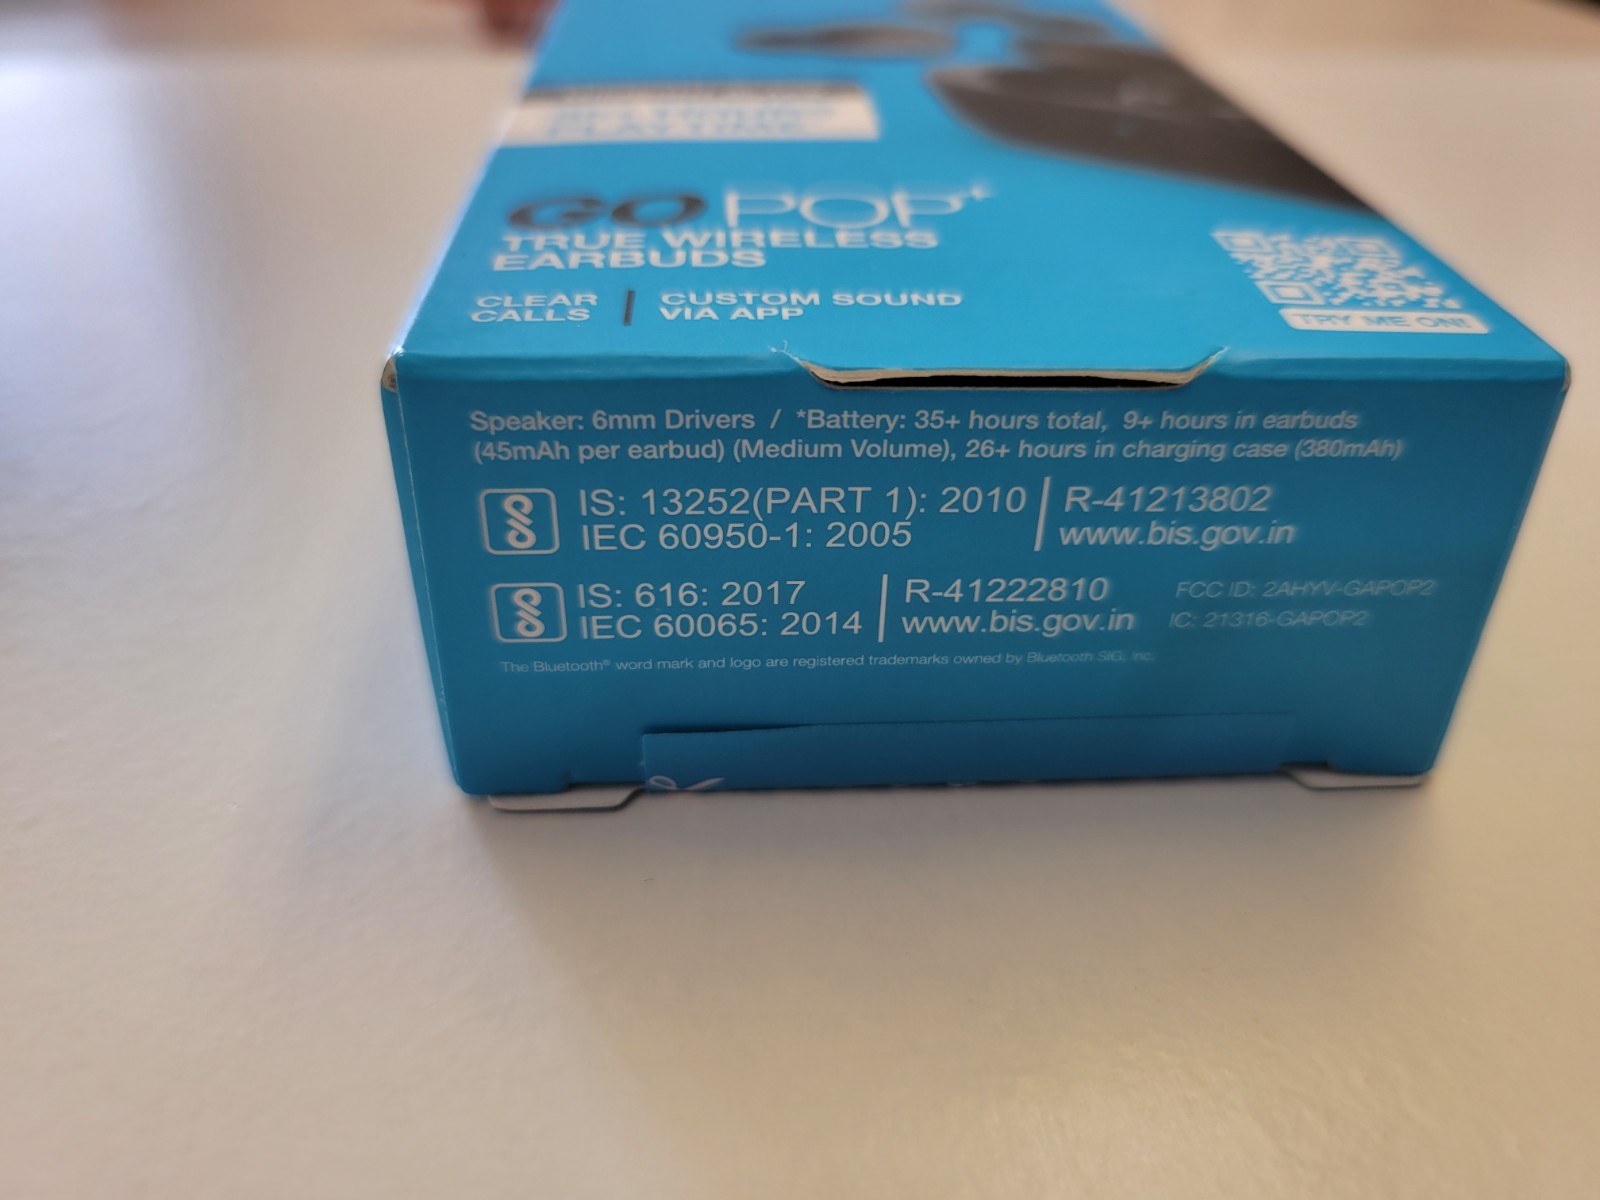 PLAYTIME
GO POP+
TRUE WIRELESS
EARBUDS
CLEAR
CALLS
CUSTOM SOUND
VIA APP
TRY ME ON!
Speaker: 6mm Drivers / *Battery: 35+ hours total, 9+ hours in earbuds
(45mAh per earbud) (Medium Volume), 26+ hours in charging case (380mAh)
IS: 13252(PART 1): 2010
IEC 60950-1: 2005
R-41213802
www.bis.gov.in
IS: 616: 2017
IEC 60065: 2014
R-41222810
www.bis.gov.in
FCC ID: 2AHYV-GAPOP2
IC: 21316-GAPOP2
The Bluetooth® word mark and logo are registered trademarks owned by Bluetooth SIG, Inc.